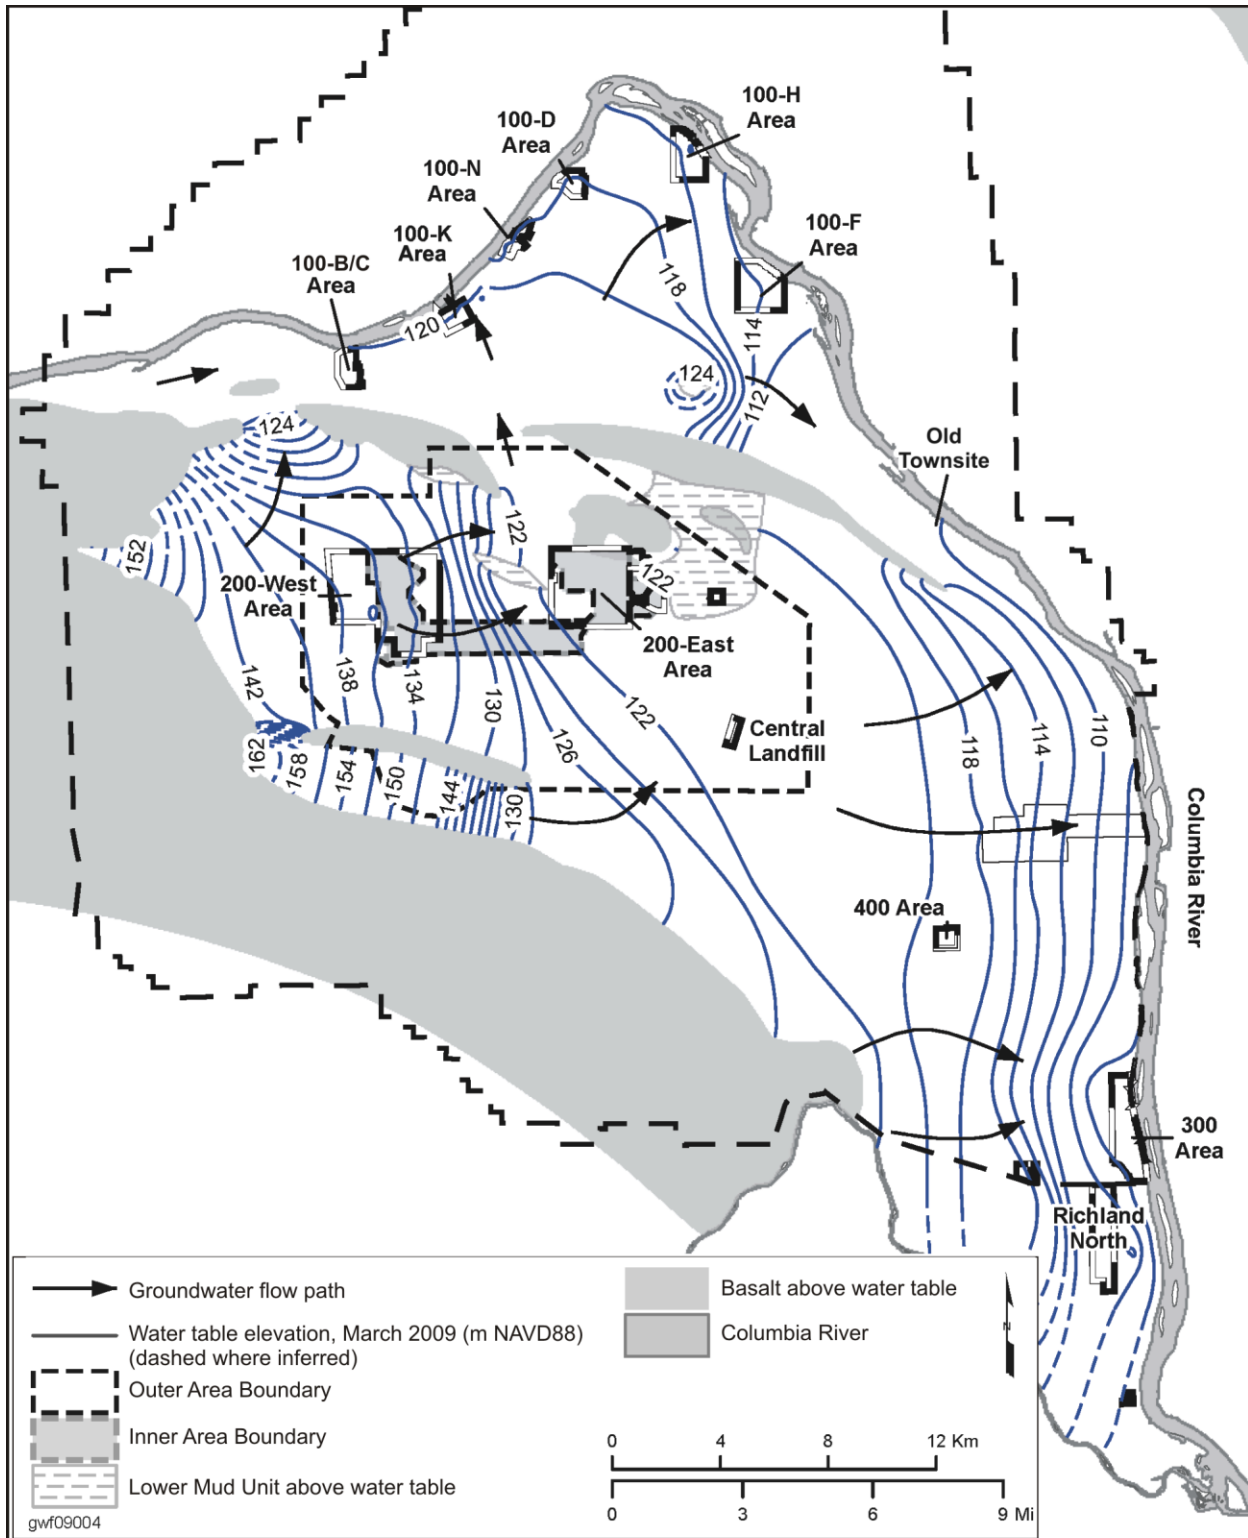 100-H
Area
100-D
Area
100-N
Area
100-K
Area
100-F
Area
100-B/C
Area
118
120
114
124
112
124
Old
Townsite
122
152
122
200-West
Area
200-East
Area
142
138
134
130
122
126
Central
Landfill
118
114
110
162
158
154
150
144
130
Columbia River
400 Area
300
Area
Richland
North
Groundwater flow path
Water table elevation, March 2009 (m NAVD88)
(dashed where inferred)
Outer Area Boundary
Inner Area Boundary
Lower Mud Unit above water table
gwf09004
Basalt above water table
Columbia River
0 4 8 12 Km
0 3 6 9 Mi